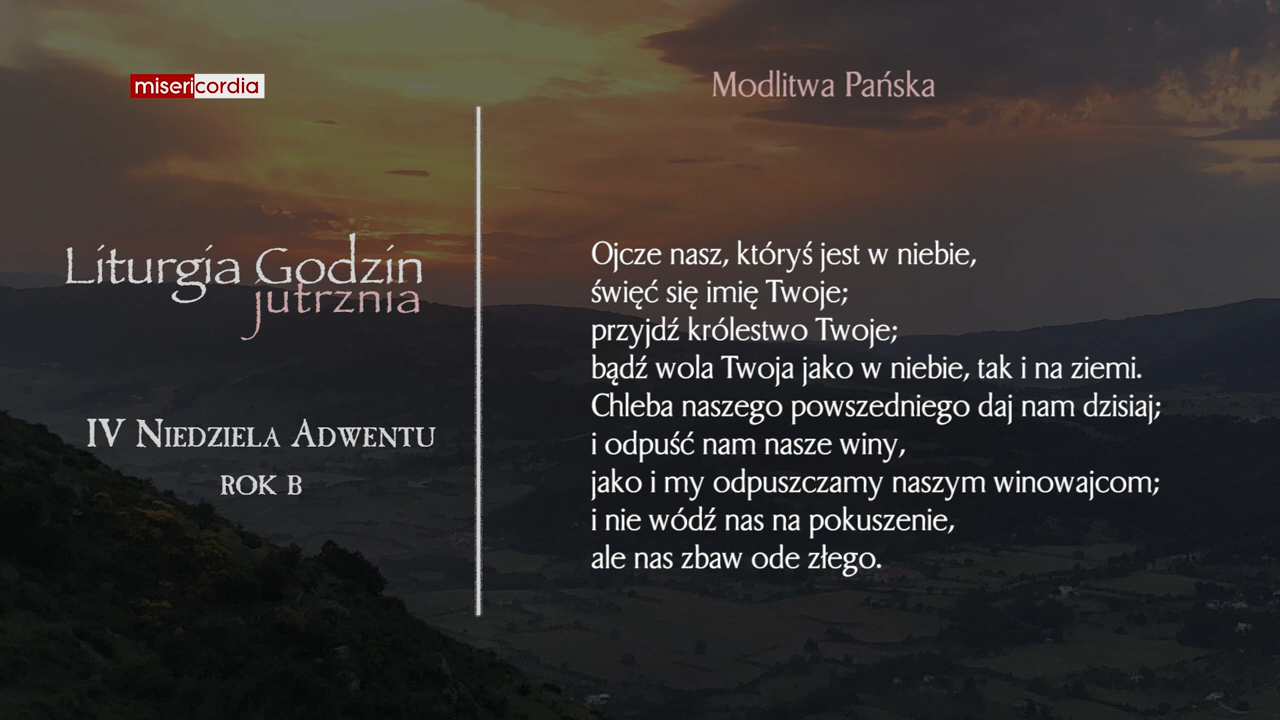 misericordia
Liturgia Godzin
jutrznia
IV Niedziela Adwentu
rok B
Modlitwa Pańska
Ojcze nasz, któryś jest w niebie,
święć się imię Twoje;
przyjdź królestwo Twoje;
bądź wola Twoja jako w niebie, tak i na ziemi.
Chleba naszego powszedniego daj nam dzisiaj;
i odpuść nam nasze winy,
jako i my odpuszczamy naszym winowajcom;
i nie wódź nas na pokuszenie,
ale nas zbaw ode złego.